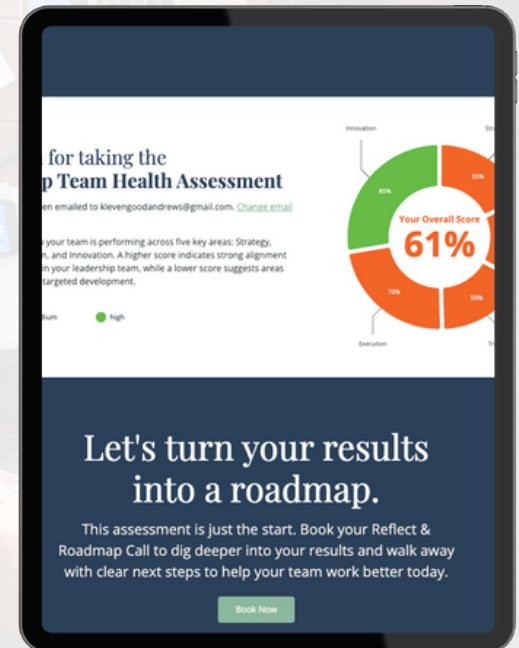 for taking the
p Team Health Assessment
en emailed to klevengoodandrews@gmail.com. Change email
your team is performing across five key areas: Strategy,
n, and Innovation. A higher score indicates strong alignment
in your leadership team, while a lower score suggests areas
targeted development.
dium
high
Innovation
Str
85%
55%
Your Overall Score
61%
70%
50%
Execution
Tr
Let's turn your results
into a roadmap.
This assessment is just the start. Book your Reflect &
Roadmap Call to dig deeper into your results and walk away
with clear next steps to help your team work better today.
Book Now